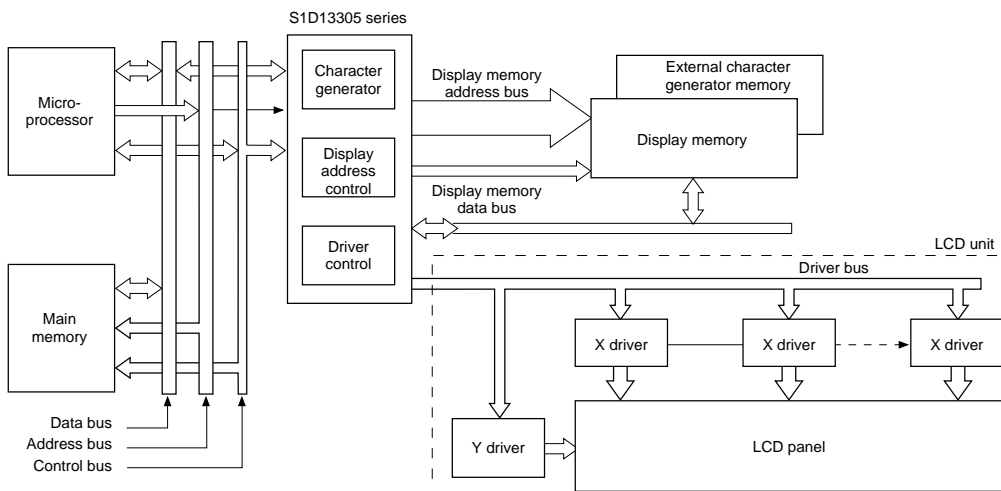 S1D13305 series
Micro-
processor
Character
generator
Display
address
control
Driver
control
Display memory
address bus
External character
generator memory
Display memory
Display memory
data bus
LCD unit
Driver bus
Main
memory
X driver
X driver
X driver
Y driver
LCD panel
Data bus
Address bus
Control bus